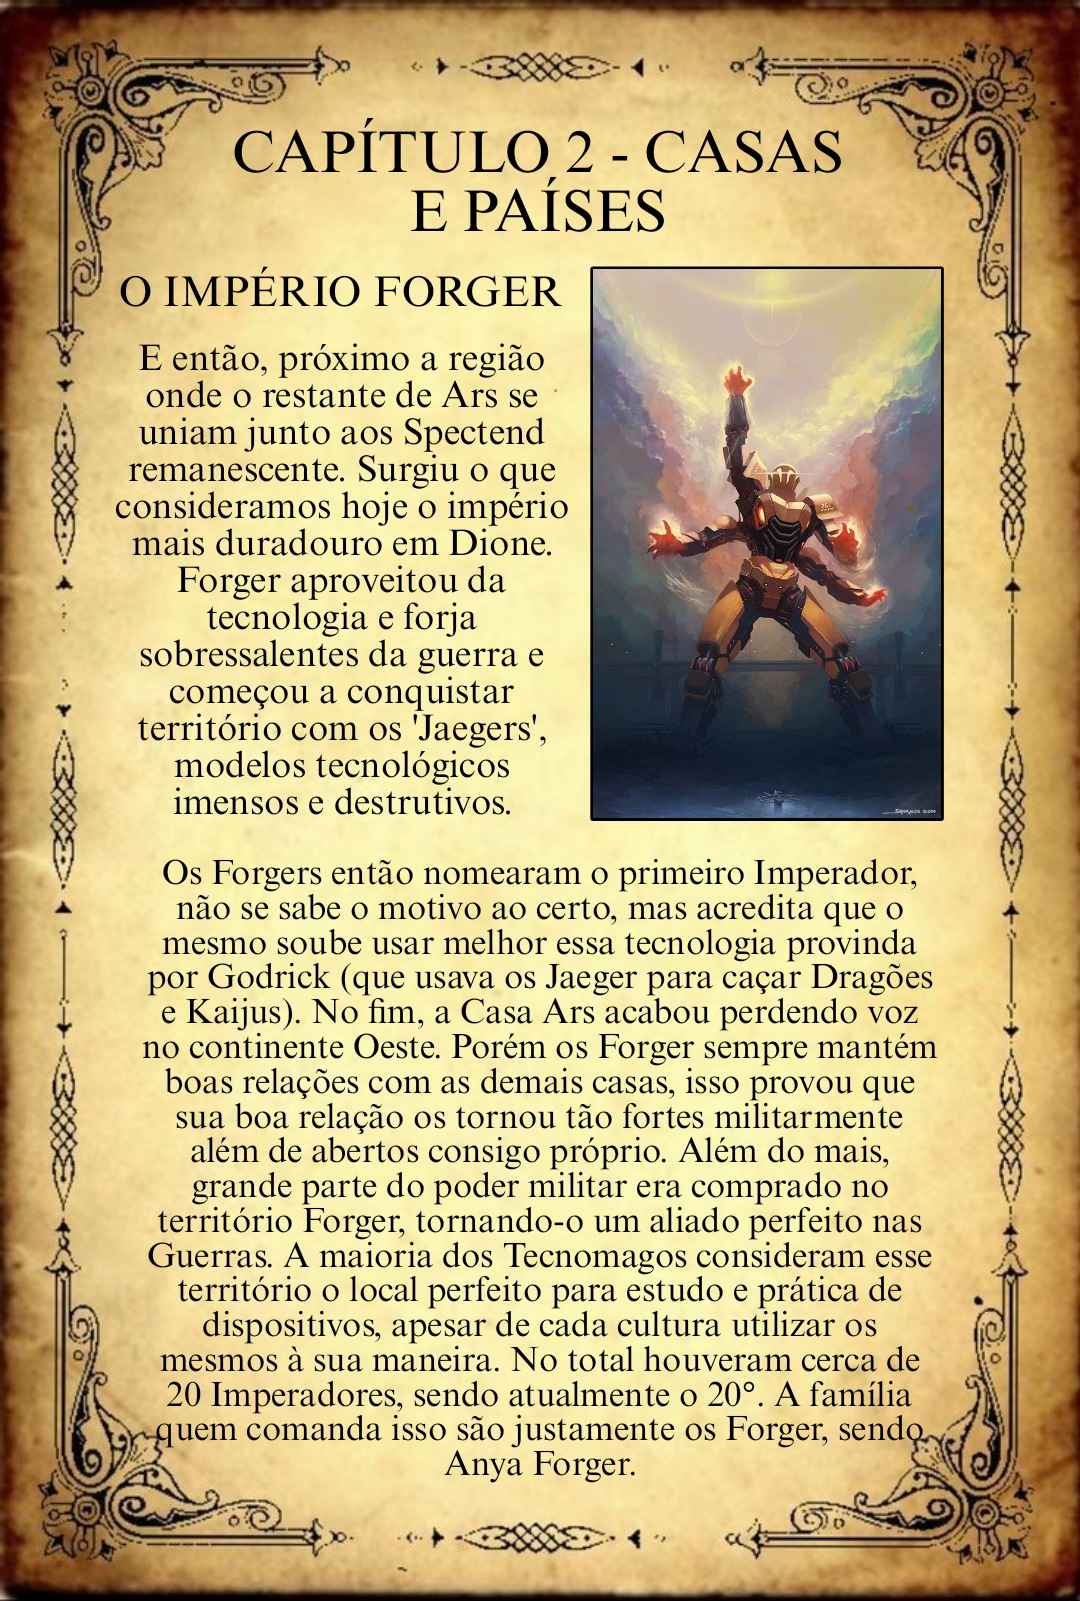 CAPÍTULO 2 - CASAS
E PAÍSES
O IMPÉRIO FORGER
E então, próximo a região
onde o restante de Ars se
uniam junto aos Spectend
remanescente. Surgiu o que
consideramos hoje o império
mais duradouro em Dione.
Forger aproveitou da
tecnologia e forja
sobressalentes da guerra e
começou a conquistar
território com os 'Jaegers',
modelos tecnológicos
imensos e destrutivos.
Os Forgers então nomearam o primeiro Imperador,
não se sabe o motivo ao certo, mas acredita que o
mesmo soube usar melhor essa tecnologia provinda
por Godrick (que usava os Jaeger para caçar Dragões
e Kaijus). No fim, a Casa Ars acabou perdendo voz
no continente Oeste. Porém os Forger sempre mantém
boas relações com as demais casas, isso provou que
sua boa relação os tornou tão fortes militarmente
além de abertos consigo próprio. Além do mais,
grande parte do poder militar era comprado no
território Forger, tornando-o um aliado perfeito nas
Guerras. A maioria dos Tecnomagos consideram esse
território o local perfeito para estudo e prática de
dispositivos, apesar de cada cultura utilizar os
mesmos à sua maneira. No total houveram cerca de
20 Imperadores, sendo atualmente o 20°. A família
quem comanda isso são justamente os Forger, sendo
Anya Forger.